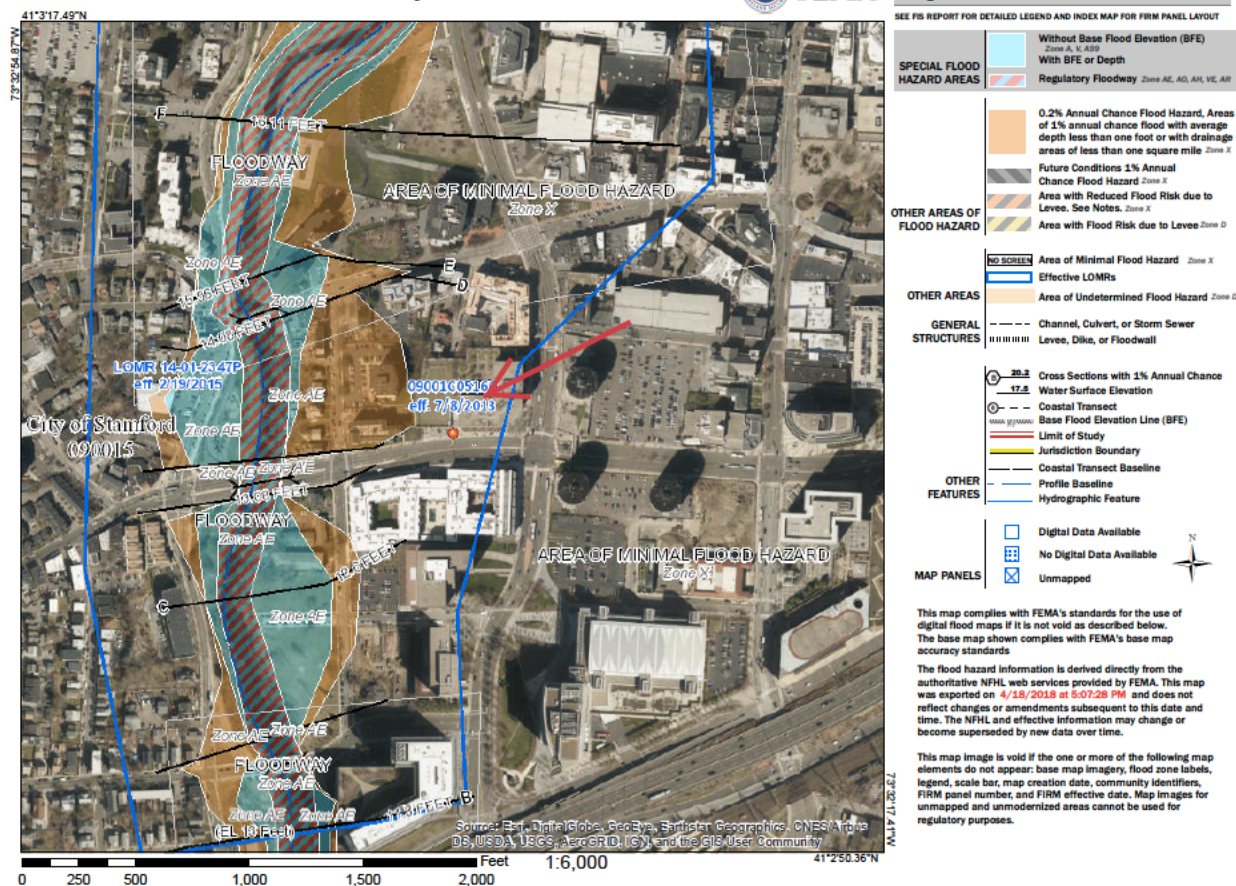 41°3'17.49"N
73°32'54.87"W
F
16.11 FEET
FLOODWAY
Zone AE
AREA OF MINIMAL FLOOD HAZARD
Zone X
Zone AE
E
D
Zone AE
14.08 FEET
LOMR 14-01-2347P
eff. 2/19/2015
09001C0516
eff. 7/8/2013
Zone AE
City of Stamford
090015
Zone AE
Zone AE
Zone AE
FLOODWAY
Zone AE
AREA OF MINIMAL FLOOD HAZARD
Zone X
C
Zone AE
Zone AE
Zone AE
FLOODWAY
Zone AE
Zone AE
Zone AE
(EL 13 Feet)
B
Source: Esri, DigitalGlobe, GeoEye, Earthstar Geographics, CNES/Airbus
DS, USDA, USGS, AeroGRID, IGN, and the GIS User Community
73°32'17.41"W
41°2'50.36"N
Feet
1:6,000
0
250
500
1,000
1,500
2,000
SEE FIS REPORT FOR DETAILED LEGEND AND INDEX MAP FOR FIRM PANEL LAYOUT
SPECIAL FLOOD
HAZARD AREAS
Without Base Flood Elevation (BFE)
Zone A, V, A99
With BFE or Depth
Regulatory Floodway Zone AE, AO, AH, VE, AR
OTHER AREAS OF
FLOOD HAZARD
0.2% Annual Chance Flood Hazard, Areas
of 1% annual chance flood with average
depth less than one foot or with drainage
areas of less than one square mile Zone X
Future Conditions 1% Annual
Chance Flood Hazard Zone X
Area with Reduced Flood Risk due to
Levee. See Notes. Zone X
Area with Flood Risk due to Levee Zone D
OTHER AREAS
NO SCREEN Area of Minimal Flood Hazard Zone X
Effective LOMRs
Area of Undetermined Flood Hazard Zone D
GENERAL
STRUCTURES
Channel, Culvert, or Storm Sewer
Levee, Dike, or Floodwall
OTHER
FEATURES
20.2 Cross Sections with 1% Annual Chance
17.5 Water Surface Elevation
Coastal Transect
Base Flood Elevation Line (BFE)
Limit of Study
Jurisdiction Boundary
Coastal Transect Baseline
Profile Baseline
Hydrographic Feature
MAP PANELS
Digital Data Available
No Digital Data Available
Unmapped
N
This map complies with FEMA's standards for the use of
digital flood maps if it is not void as described below.
The base map shown complies with FEMA's base map
accuracy standards
The flood hazard information is derived directly from the
authoritative NFHL web services provided by FEMA. This map
was exported on 4/18/2018 at 5:07:28 PM and does not
reflect changes or amendments subsequent to this date and
time. The NFHL and effective information may change or
become superseded by new data over time.
This map image is void if the one or more of the following map
elements do not appear: base map imagery, flood zone labels,
legend, scale bar, map creation date, community identifiers,
FIRM panel number, and FIRM effective date. Map images for
unmapped and unmodernized areas cannot be used for
regulatory purposes.